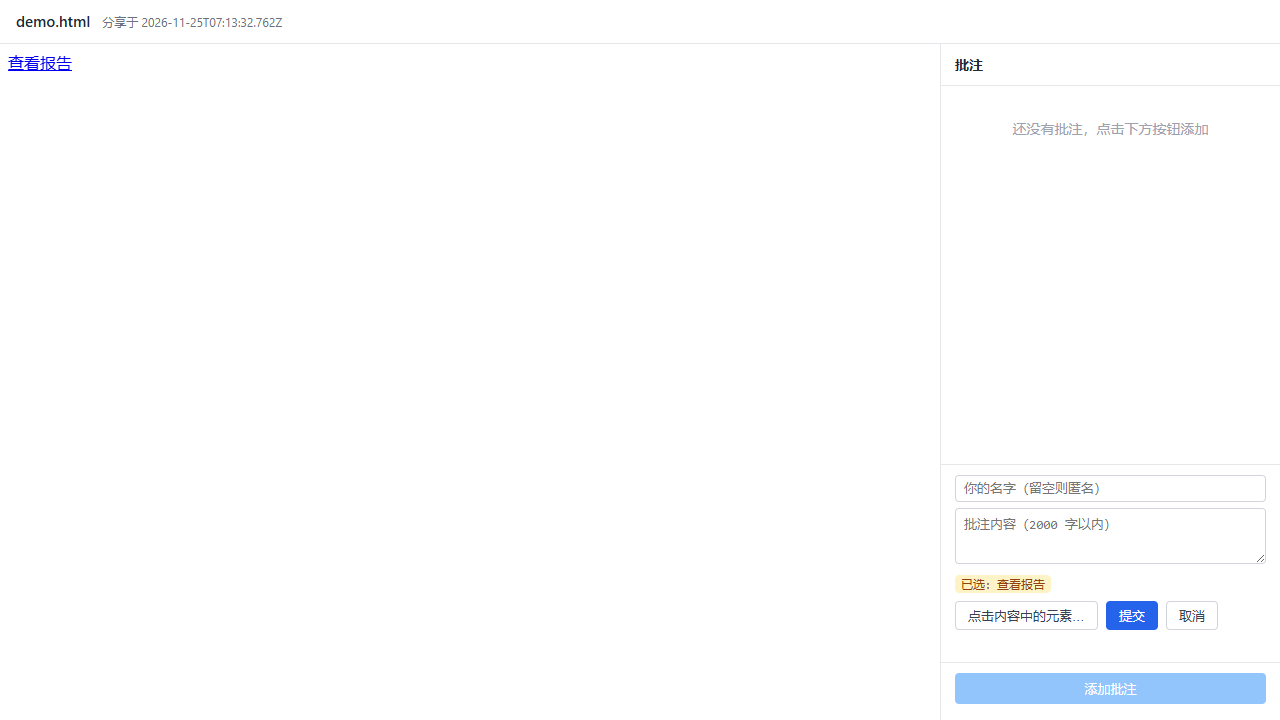 demo.html 分享于 2026-11-25T07:13:32.762Z
查看报告
批注
还没有批注，点击下方按钮添加
你的名字（留空则匿名）
批注内容（2000 字以内）
已选：查看报告
点击内容中的元素… 提交 取消
添加批注